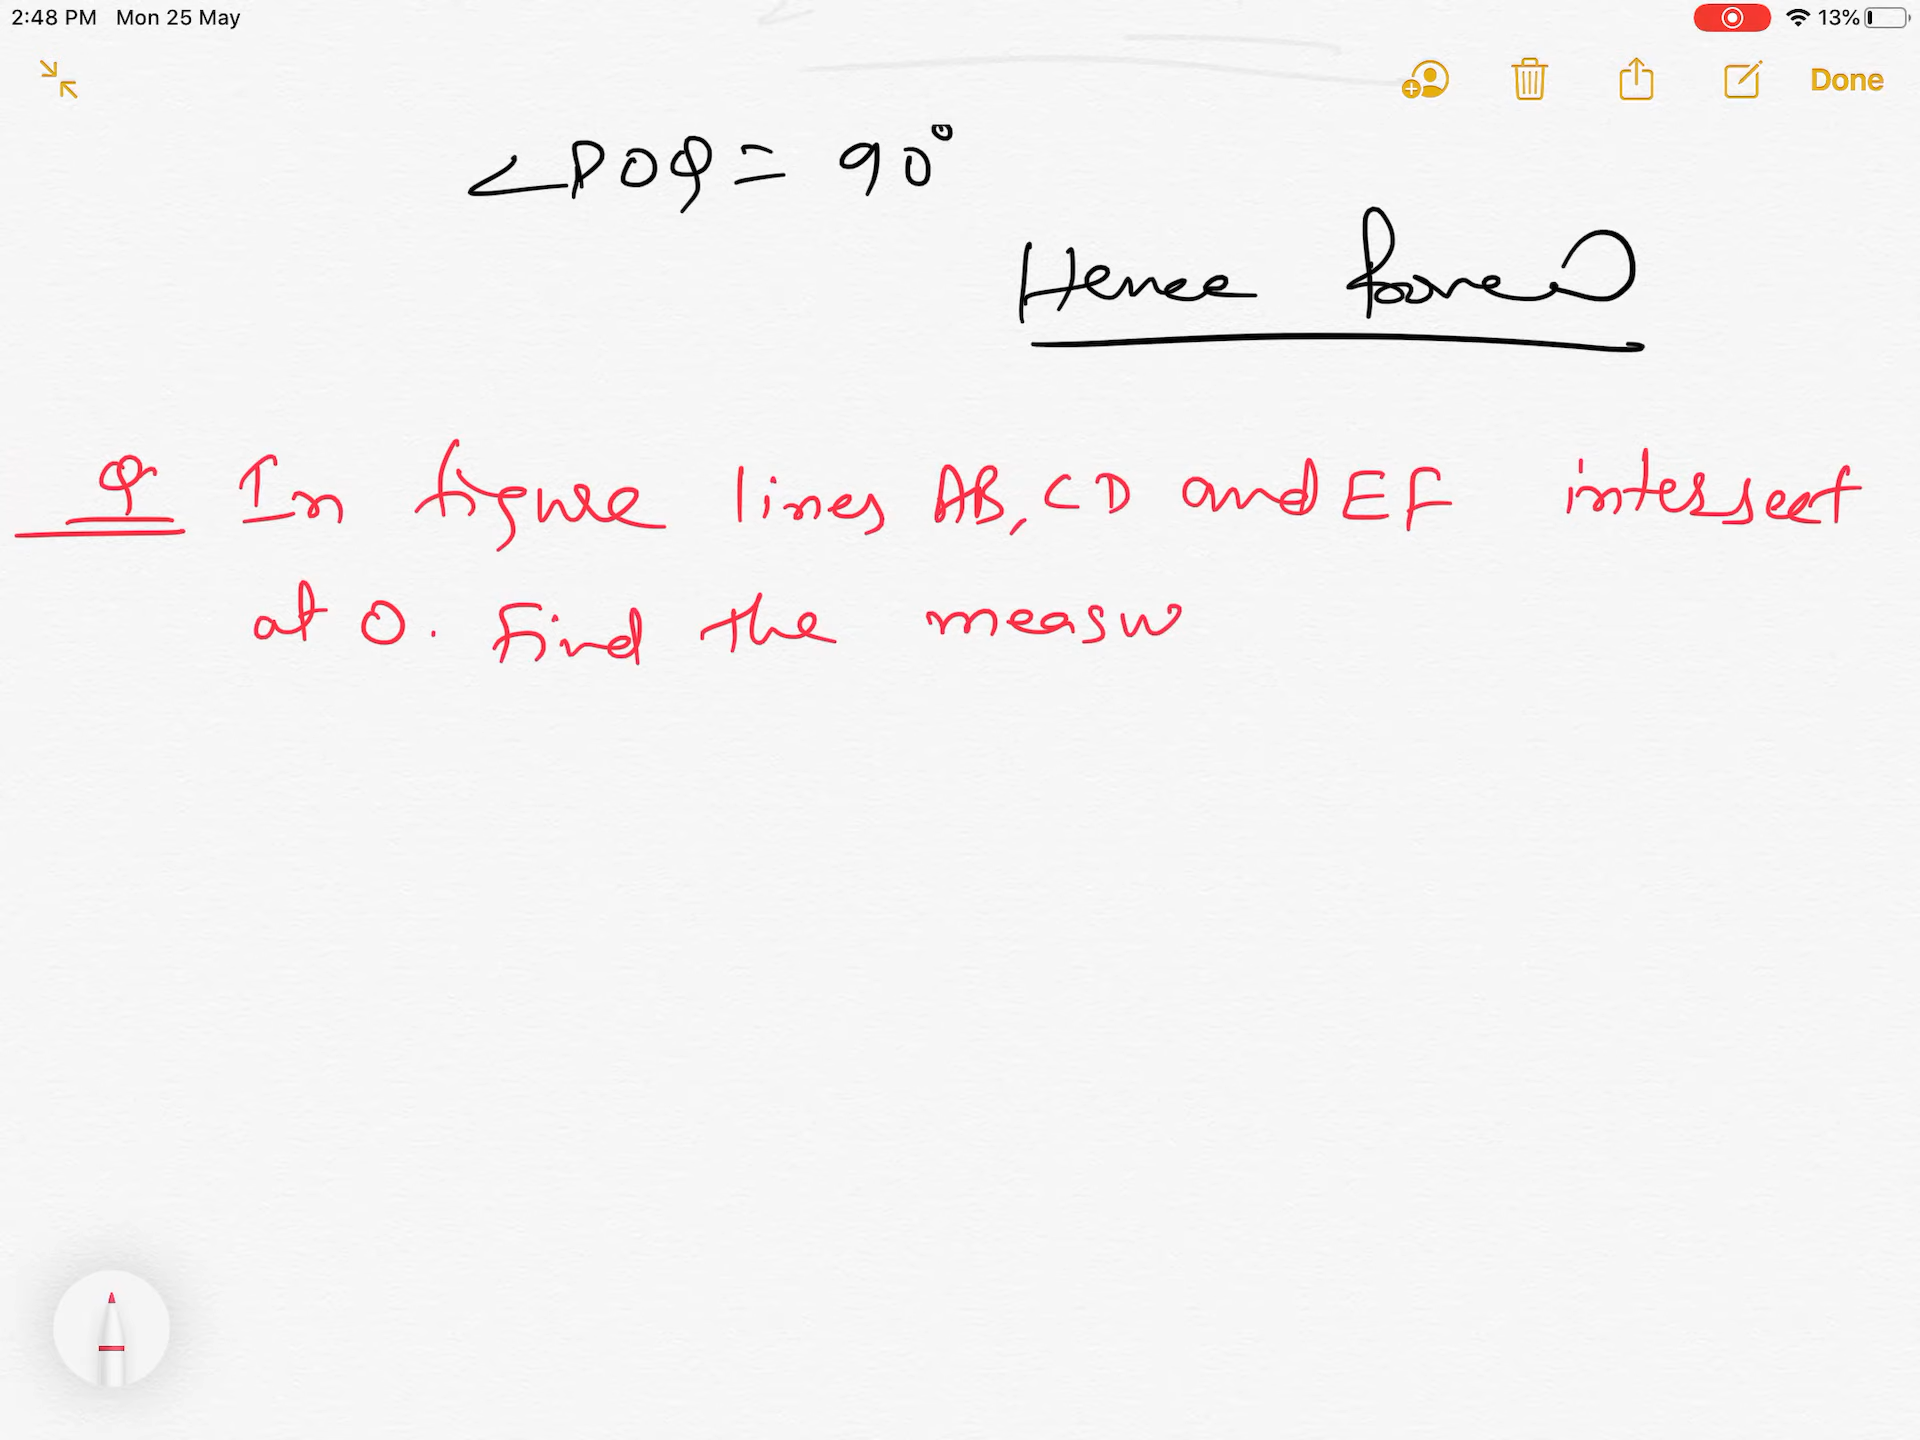 2:48 PM Mon 25 May
13%
Done
∠POQ = 90°
Hence Proved
Q In figure lines AB, CD and EF intersect
at O. Find the measu